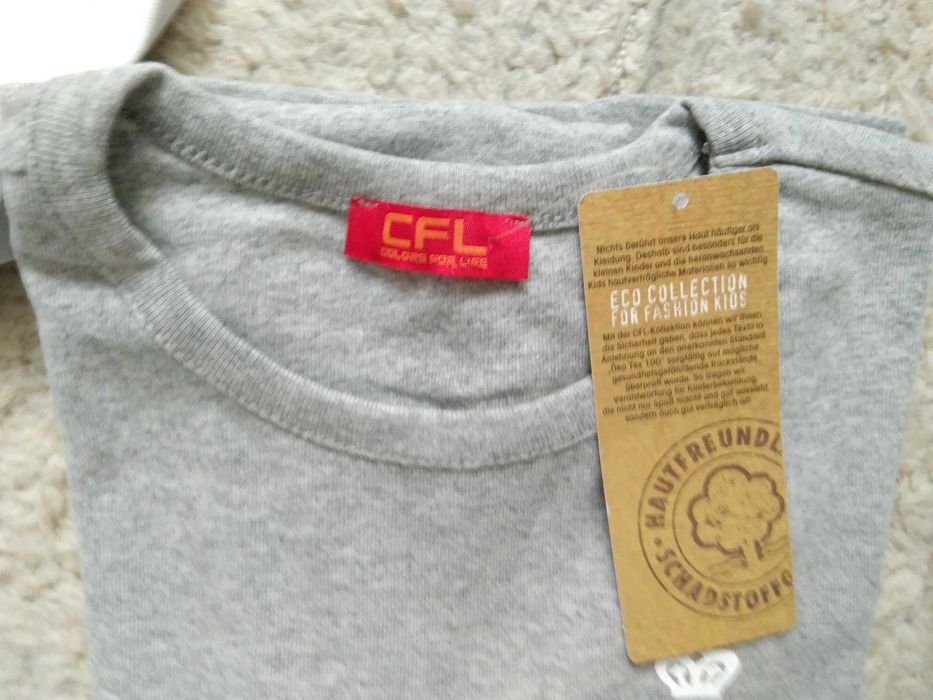 CFL
COLORS FOR LIFE
Nichts berührt unsere Haut häufiger als
Kleidung. Deshalb sind besonders für die
kleinen Kinder und die heranwachsenden
Kids hautverträgliche Materialien so wichtig.
ECO COLLECTION
FOR FASHION KIDS
Mit der CFL-Kollektion können wir Ihnen
die Sicherheit geben, dass jedes Textil in
Anlehnung an den anerkannten Standard
"Öko Tex 100" sorgfältig auf mögliche
gesundheitsgefährdende Rückstände
überprüft wurde. So tragen wir
Verantwortung für Kinderbekleidung,
die nicht nur Spaß macht und gut aussieht,
sondern auch gut verträglich ist!
HAUTFREUNDL
SCHADSTOFFG